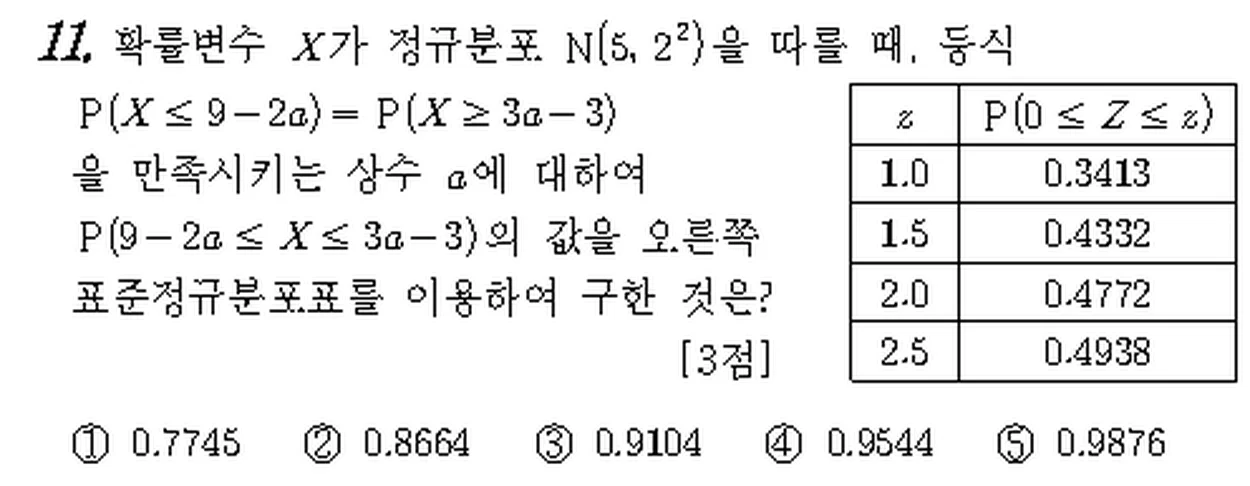 11. 확률변수 X가 정규분포 N(5, 2²)을 따를 때, 등식
P(X ≤ 9−2a) = P(X ≥ 3a−3)
을 만족시키는 상수 a에 대하여
P(9−2a ≤ X ≤ 3a−3)의 값을 오른쪽
표준정규분포표를 이용하여 구한 것은?
[3점]
z P(0 ≤ Z ≤ z)
1.0 0.3413
1.5 0.4332
2.0 0.4772
2.5 0.4938
① 0.7745 ② 0.8664 ③ 0.9104 ④ 0.9544 ⑤ 0.9876